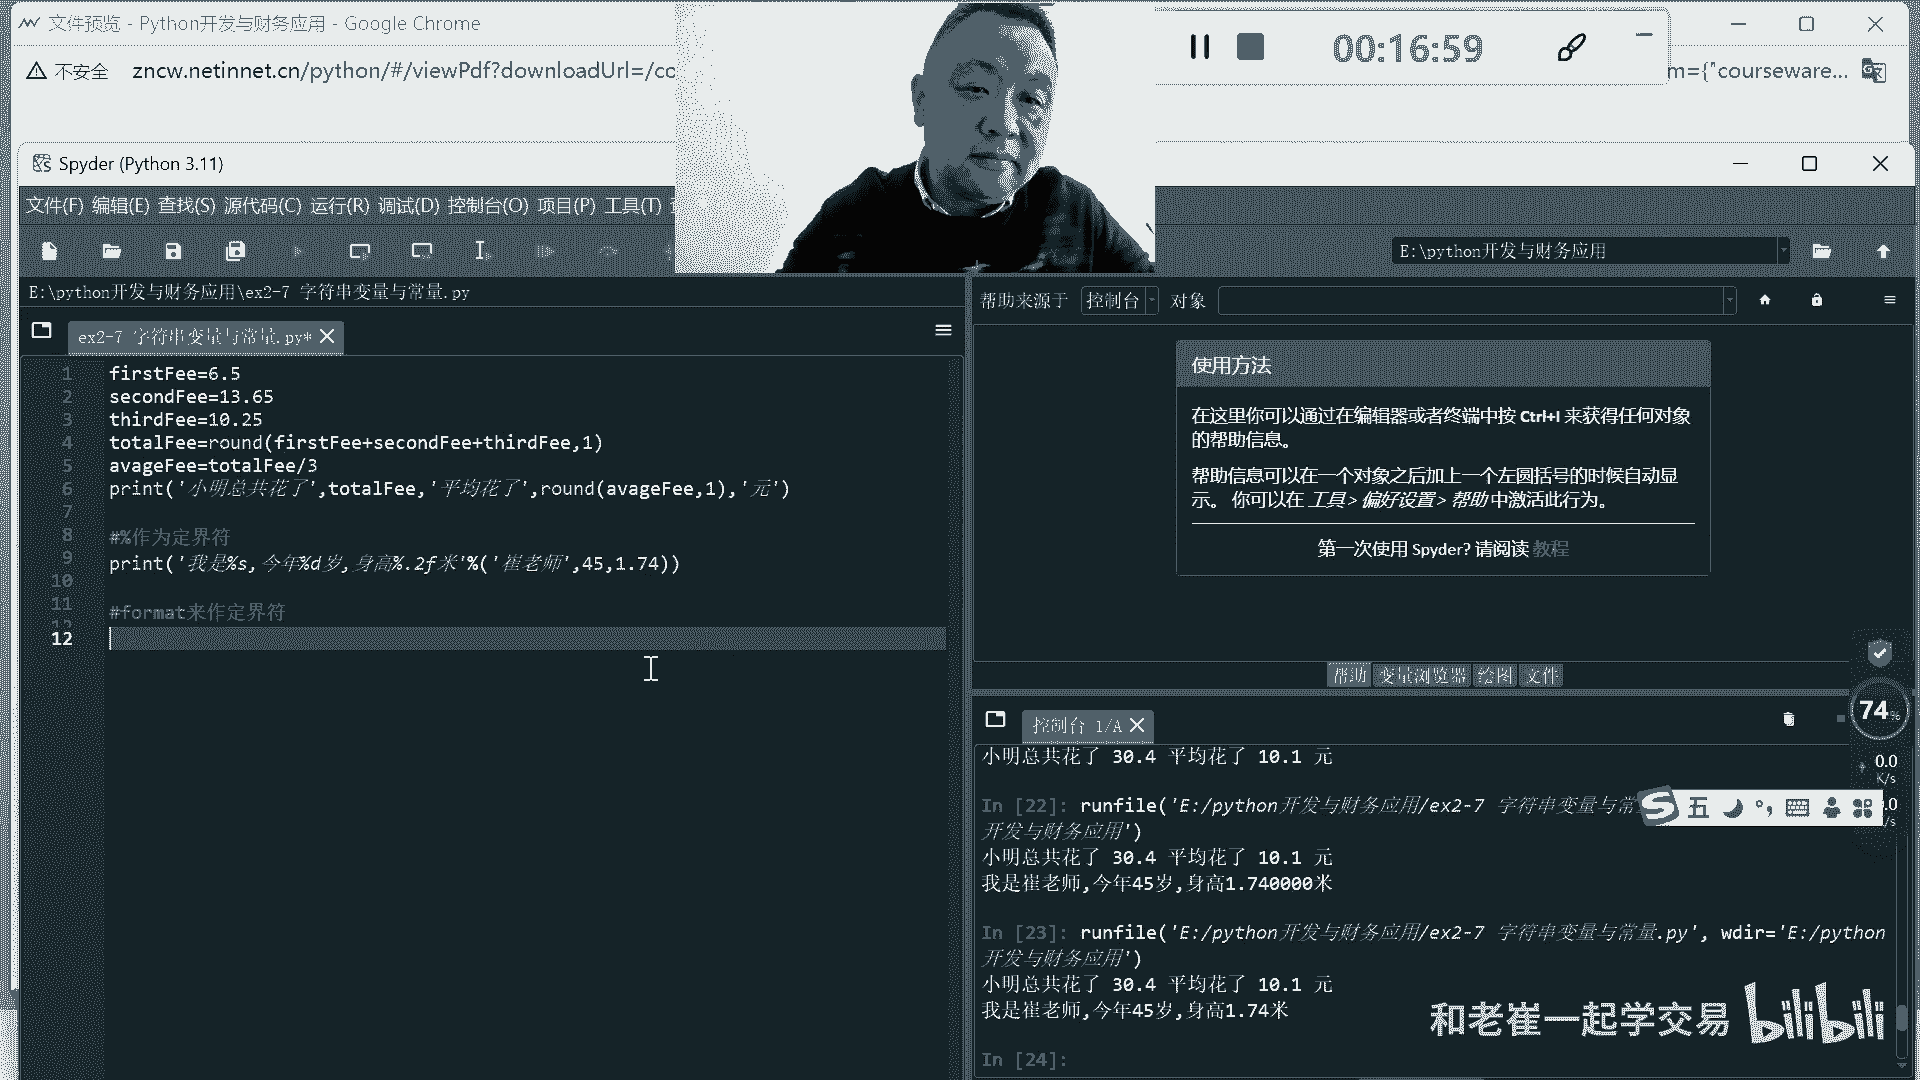 文件预览 - Python开发与财务应用 - Google Chrome
不安全 zncw.netinnet.cn/python/#/viewPdf?downloadUrl=/co
m={"courseware...
00:16:59
Spyder (Python 3.11)
文件(F) 编辑(E) 查找(S) 源代码(C) 运行(R) 调试(D) 控制台(O) 项目(P) 工具(T)
E:\python开发与财务应用
E:\python开发与财务应用\ex2-7 字符串变量与常量.py
ex2-7 字符串变量与常量.py*
1 firstFee=6.5
2 secondFee=13.65
3 thirdFee=10.25
4 totalFee=round(firstFee+secondFee+thirdFee,1)
5 avageFee=totalFee/3
6 print('小明总共花了',totalFee,'平均花了',round(avageFee,1),'元')
7
8 #%作为定界符
9 print('我是%s,今年%d岁,身高%.2f米'%('崔老师',45,1.74))
10
11 #format来作定界符
12
帮助来源于 控制台 对象
使用方法
在这里你可以通过在编辑器或者终端中按 Ctrl+I 来获得任何对象
的帮助信息。
帮助信息可以在一个对象之后加上一个左圆括号的时候自动显
示。 你可以在 工具 > 偏好设置 > 帮助 中激活此行为。
第一次使用 Spyder? 请阅读 教程
帮助 变量浏览器 绘图 文件
控制台 1/A
小明总共花了 30.4 平均花了 10.1 元
In [22]: runfile('E:/python开发与财务应用/ex2-7 字符串变量与常
开发与财务应用')
小明总共花了 30.4 平均花了 10.1 元
我是崔老师,今年45岁,身高1.740000米
In [23]: runfile('E:/python开发与财务应用/ex2-7 字符串变量与常量.py', wdir='E:/python
开发与财务应用')
小明总共花了 30.4 平均花了 10.1 元
我是崔老师,今年45岁,身高1.74米
In [24]:
74%
0.0
K/s
五
和老崔一起学交易 bilibili